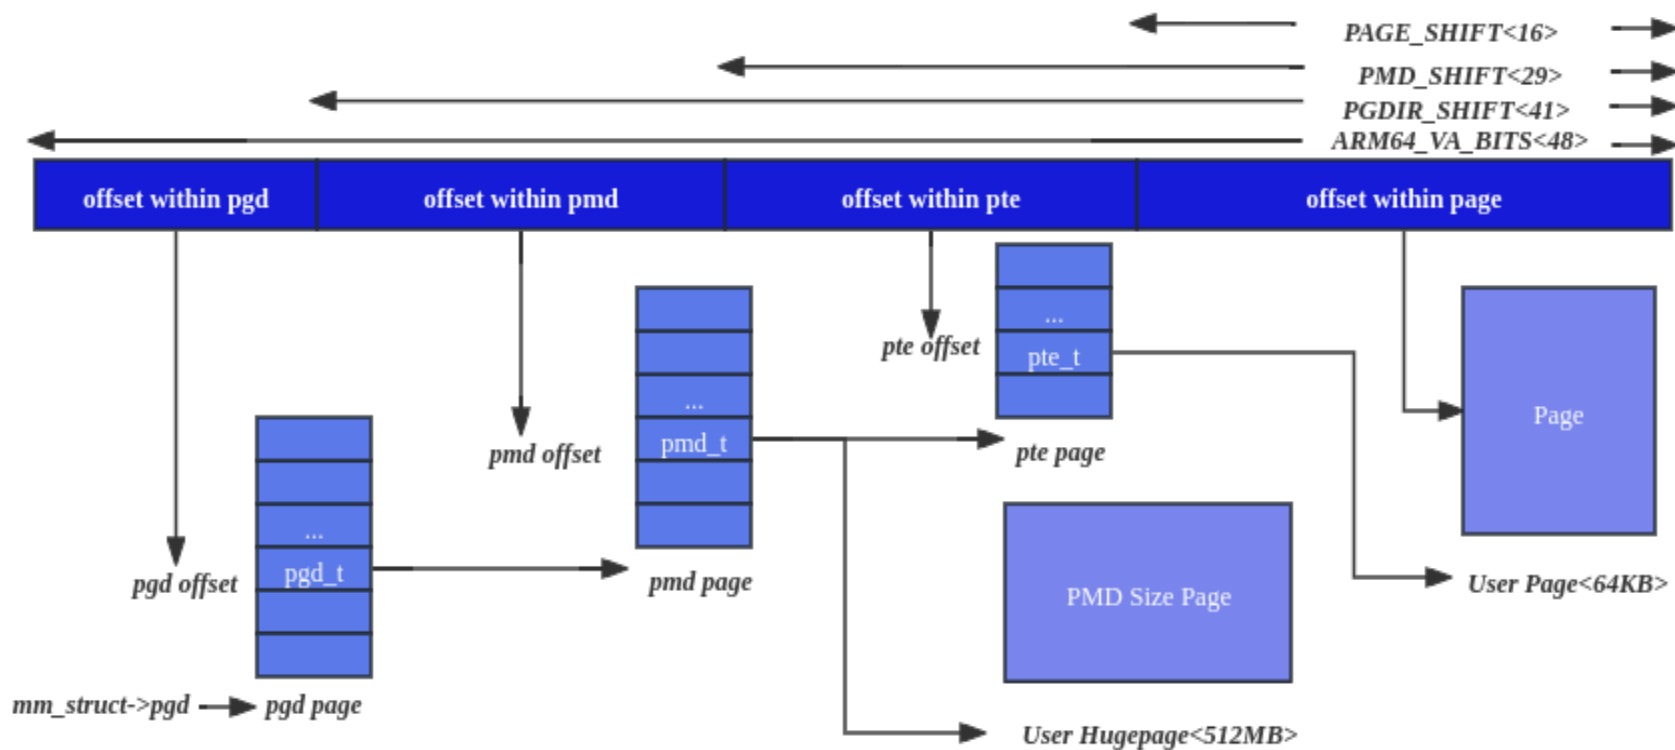 PAGE_SHIFT<16>
PMD_SHIFT<29>
PGDIR_SHIFT<41>
ARM64_VA_BITS<48>
offset within pgd
offset within pmd
offset within pte
offset within page
...
pte_t
pte offset
...
pmd_t
pmd offset
pte page
Page
...
pgd_t
pgd offset
pmd page
PMD Size Page
User Page<64KB>
mm_struct->pgd
pgd page
User Hugepage<512MB>